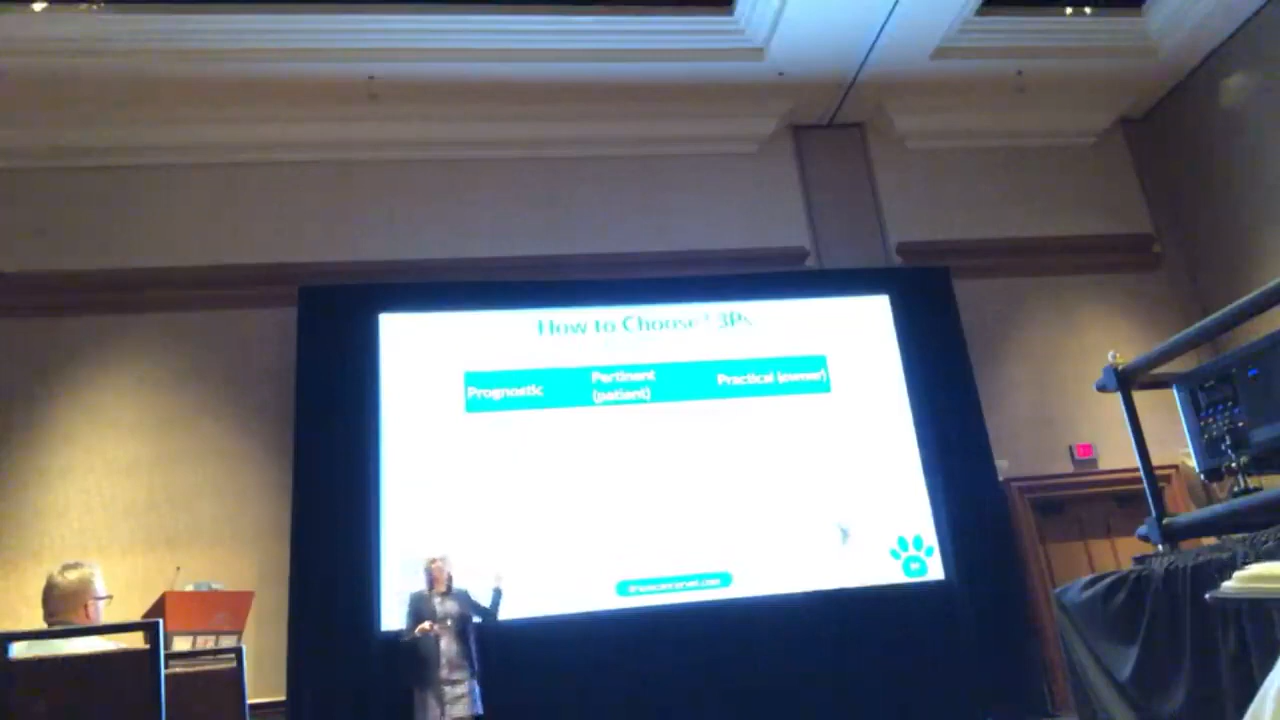 How to Choose? 3Ps
Prognostic
Pertinent
(patient)
Practical (owner)